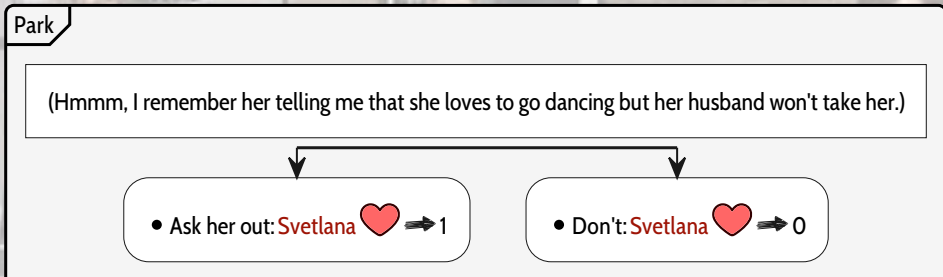 Park
(Hmmm, I remember her telling me that she loves to go dancing but her husband won't take her.)
• Ask her out: Svetlana ❤ ➡ 1
• Don't: Svetlana ❤ ➡ 0